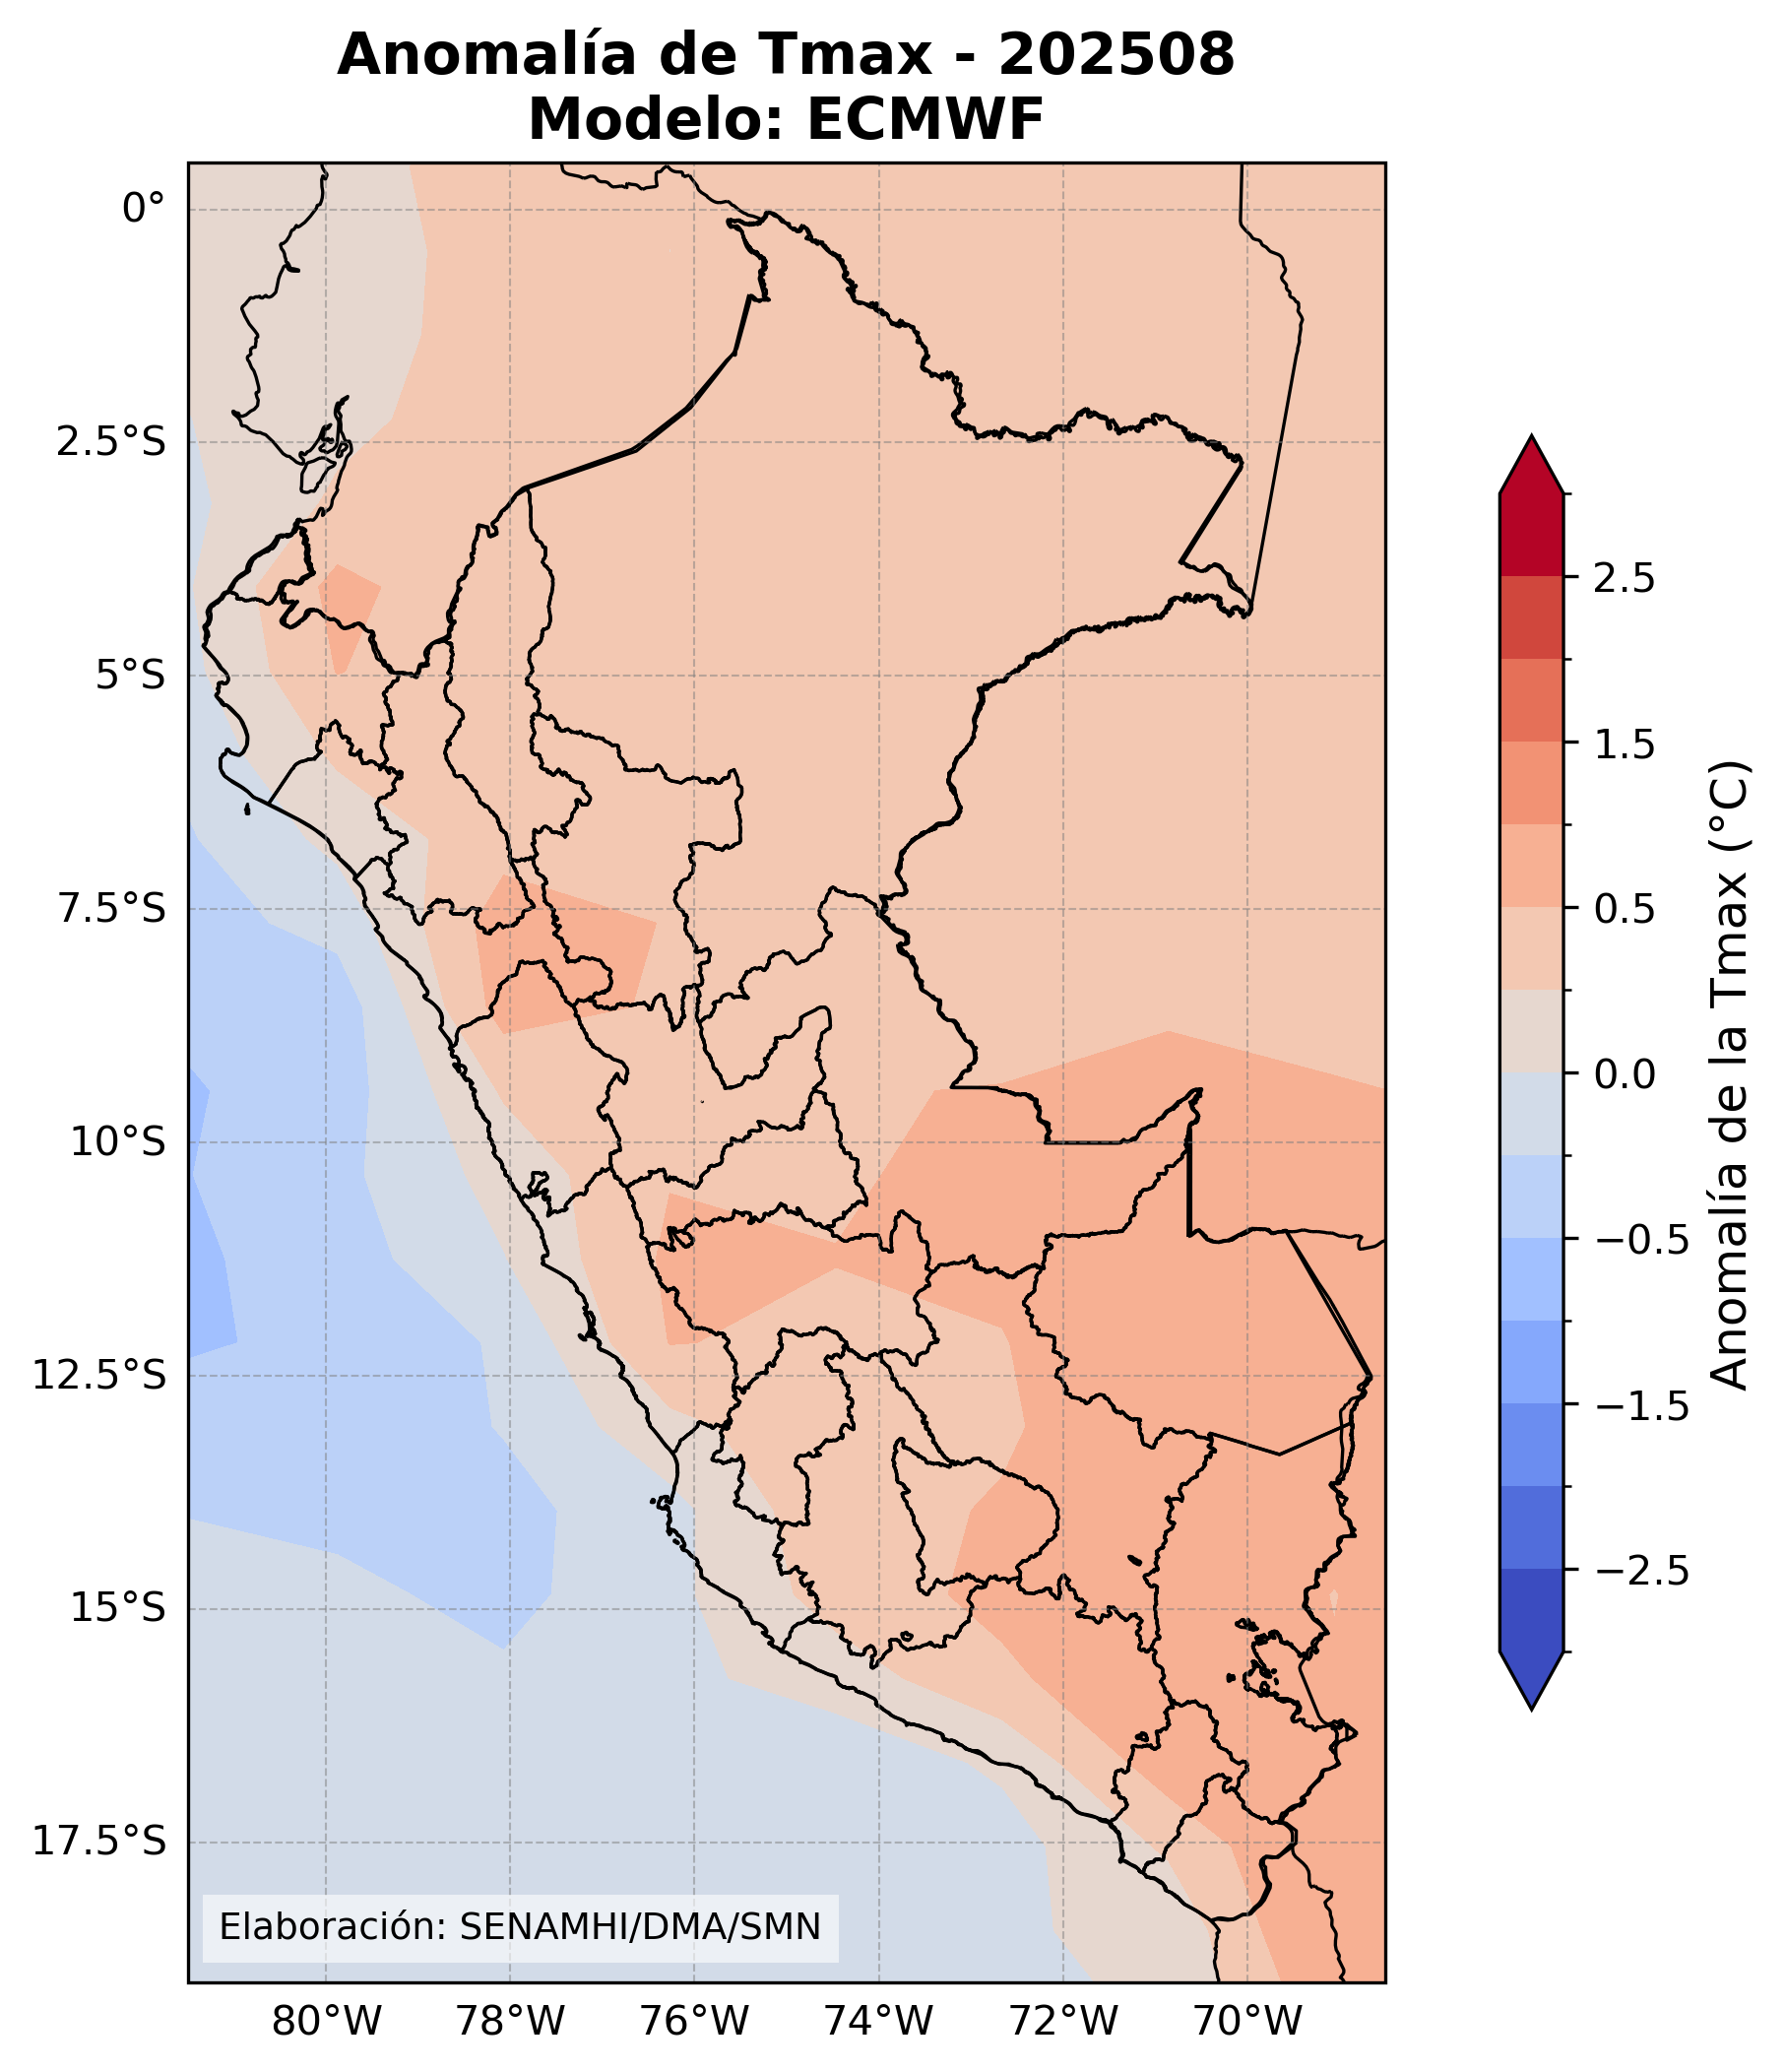 Anomalía de Tmax - 202508
Modelo: ECMWF
0°
2.5°S
5°S
7.5°S
10°S
12.5°S
15°S
17.5°S
80°W
78°W
76°W
74°W
72°W
70°W
Elaboración: SENAMHI/DMA/SMN
2.5
1.5
0.5
0.0
−0.5
−1.5
−2.5
Anomalía de la Tmax (°C)